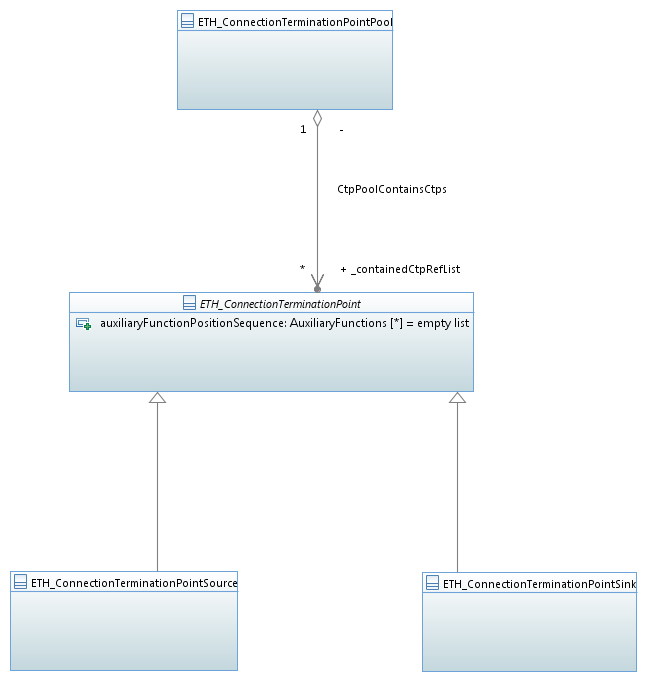 ETH_ConnectionTerminationPointPool
1 -
CtpPoolContainsCtps
* + _containedCtpRefList
ETH_ConnectionTerminationPoint
auxiliaryFunctionPositionSequence: AuxiliaryFunctions [*] = empty list
ETH_ConnectionTerminationPointSource
ETH_ConnectionTerminationPointSink